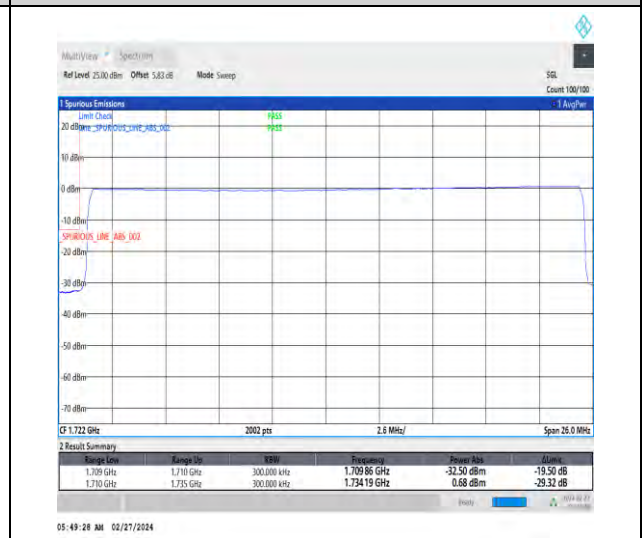 MultiView Spectrum
Ref Level 25.00 dBm Offset 5.83 dB Mode Sweep SGL
Count 100/100
1 Spurious Emissions 1 AvgPwr
Limit Check PASS
20 dBm Line _SPURIOUS_LINE_ABS_002 PASS
10 dBm
0 dBm
-10 dBm
_SPURIOUS_LINE_ABS_002
-20 dBm
-30 dBm
-40 dBm
-50 dBm
-60 dBm
-70 dBm
CF 1.722 GHz 2002 pts 2.6 MHz/ Span 26.0 MHz
2 Result Summary
Range Low Range Up RBW Frequency Power Abs ΔLimit
1.709 GHz 1.710 GHz 300.000 kHz 1.70986 GHz -32.50 dBm -19.50 dB
1.710 GHz 1.735 GHz 300.000 kHz 1.73419 GHz 0.68 dBm -29.32 dB
Ready
05:49:28 AM 02/27/2024